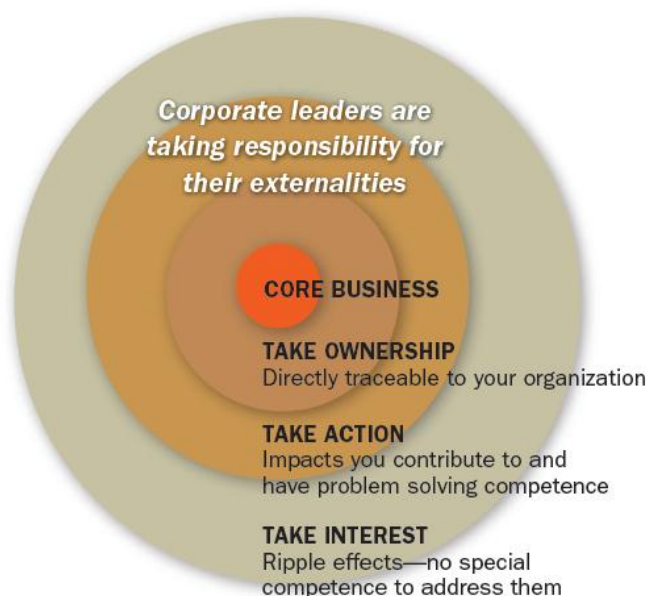 Corporate leaders are
taking responsibility for
their externalities
CORE BUSINESS
TAKE OWNERSHIP
Directly traceable to your organization
TAKE ACTION
Impacts you contribute to and
have problem solving competence
TAKE INTEREST
Ripple effects—no special
competence to address them